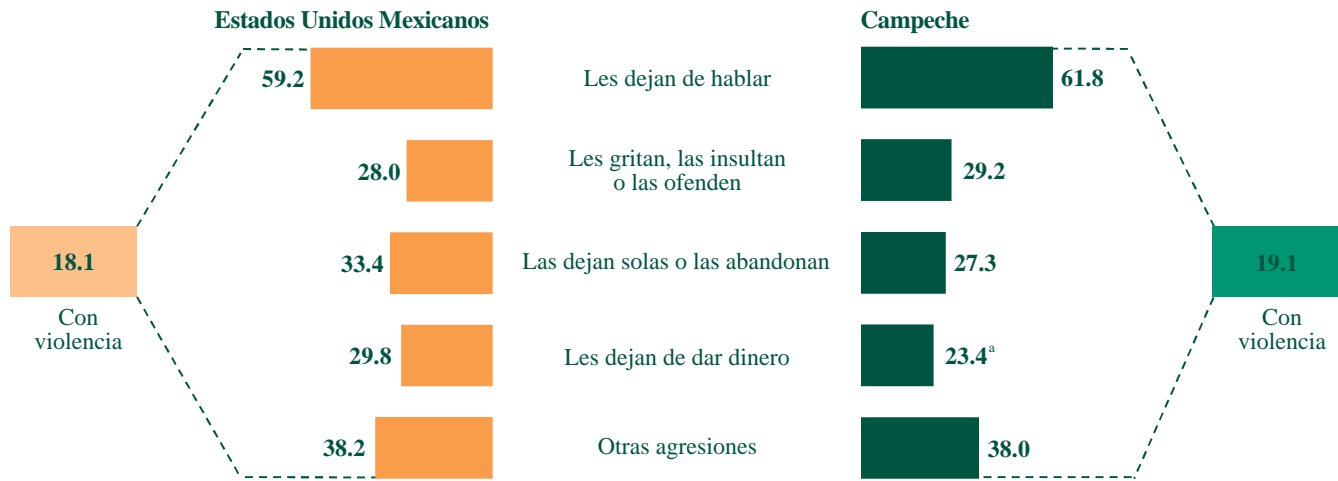 Estados Unidos Mexicanos
Campeche
59.2
Les dejan de hablar
61.8
28.0
Les gritan, las insultan
o las ofenden
29.2
18.1
Con
violencia
33.4
Las dejan solas o las abandonan
27.3
19.1
Con
violencia
29.8
Les dejan de dar dinero
23.4ª
38.2
Otras agresiones
38.0